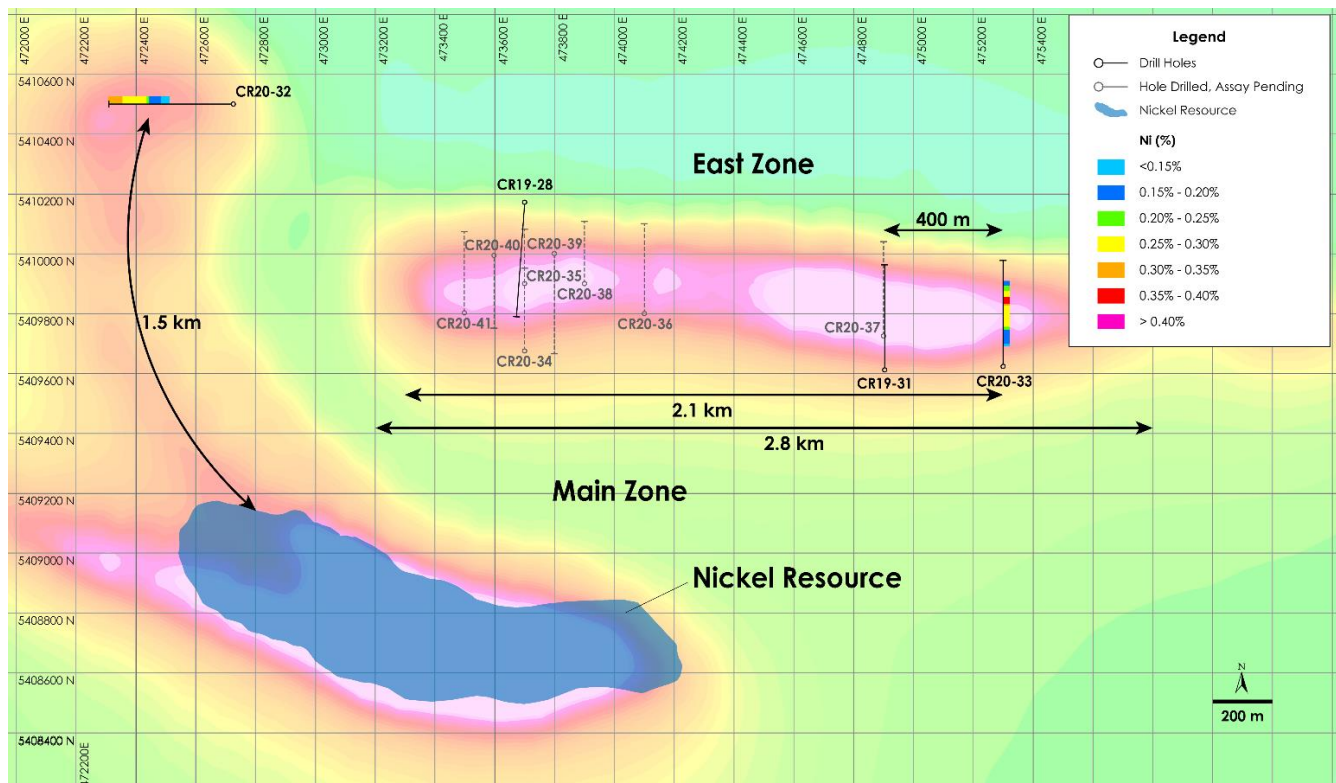 472000 E
472200 E
472400 E
472600 E
472800 E
473000 E
473200 E
473400 E
473600 E
473800 E
474000 E
474200 E
474400 E
474600 E
474800 E
475000 E
475200 E
475400 E
Legend
Drill Holes
Hole Drilled, Assay Pending
Nickel Resource
Ni (%)
<0.15%
0.15% - 0.20%
0.20% - 0.25%
0.25% - 0.30%
0.30% - 0.35%
0.35% - 0.40%
> 0.40%
5410600 N
CR20-32
5410400 N
East Zone
CR19-28
5410200 N
400 m
CR20-40
CR20-39
5410000 N
CR20-35
CR20-38
5409800 N
1.5 km
CR20-41
CR20-36
CR20-37
CR20-34
5409600 N
CR19-31
CR20-33
2.1 km
5409400 N
2.8 km
Main Zone
5409200 N
5409000 N
Nickel Resource
5408800 N
5408600 N
N
200 m
5408400 N
472200E